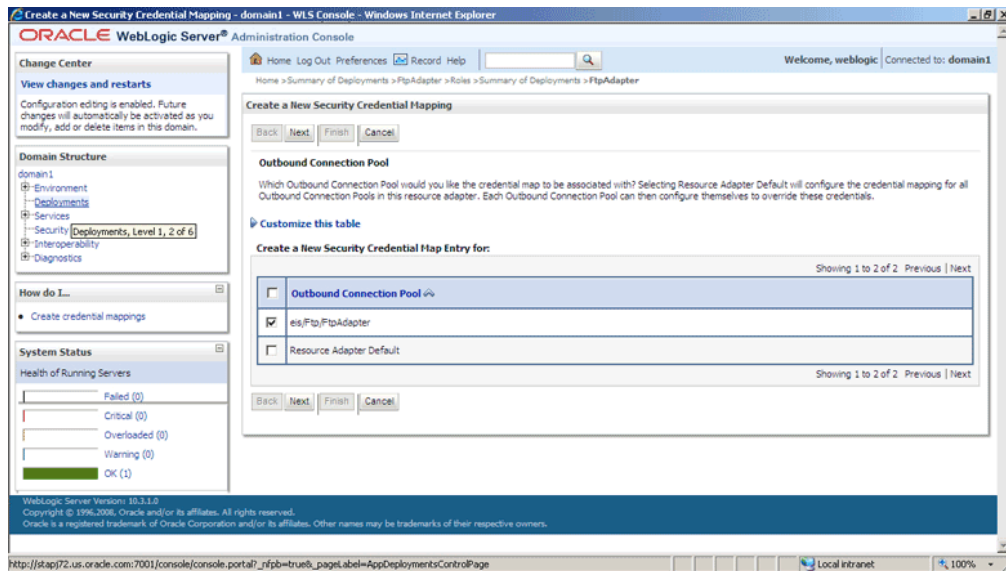 Create a New Security Credential Mapping - domain1 - WLS Console - Windows Internet Explorer
ORACLE WebLogic Server® Administration Console
Change Center
View changes and restarts
Configuration editing is enabled. Future
changes will automatically be activated as you
modify, add or delete items in this domain.
Domain Structure
domain1
Environment
Deployments
Services
Security
Deployments, Level 1, 2 of 6
Interoperability
Diagnostics
How do I...
Create credential mappings
System Status
Health of Running Servers
Failed (0)
Critical (0)
Overloaded (0)
Warning (0)
OK (1)
Home Log Out Preferences Record Help
Welcome, weblogic Connected to: domain1
Home >Summary of Deployments >FtpAdapter >Roles >Summary of Deployments >FtpAdapter
Create a New Security Credential Mapping
Back Next Finish Cancel
Outbound Connection Pool
Which Outbound Connection Pool would you like the credential map to be associated with? Selecting Resource Adapter Default will configure the credential mapping for all
Outbound Connection Pools in this resource adapter. Each Outbound Connection Pool can then configure themselves to override these credentials.
Customize this table
Create a New Security Credential Map Entry for:
Showing 1 to 2 of 2 Previous | Next
Outbound Connection Pool
eis/Ftp/FtpAdapter
Resource Adapter Default
Showing 1 to 2 of 2 Previous | Next
Back Next Finish Cancel
WebLogic Server Version: 10.3.1.0
Copyright © 1996,2008, Oracle and/or its affiliates. All rights reserved.
Oracle is a registered trademark of Oracle Corporation and/or its affiliates. Other names may be trademarks of their respective owners.
http://stapj72.us.oracle.com:7001/console/console.portal?_nfpb=true&_pageLabel=AppDeploymentsControlPage
Local intranet
100%